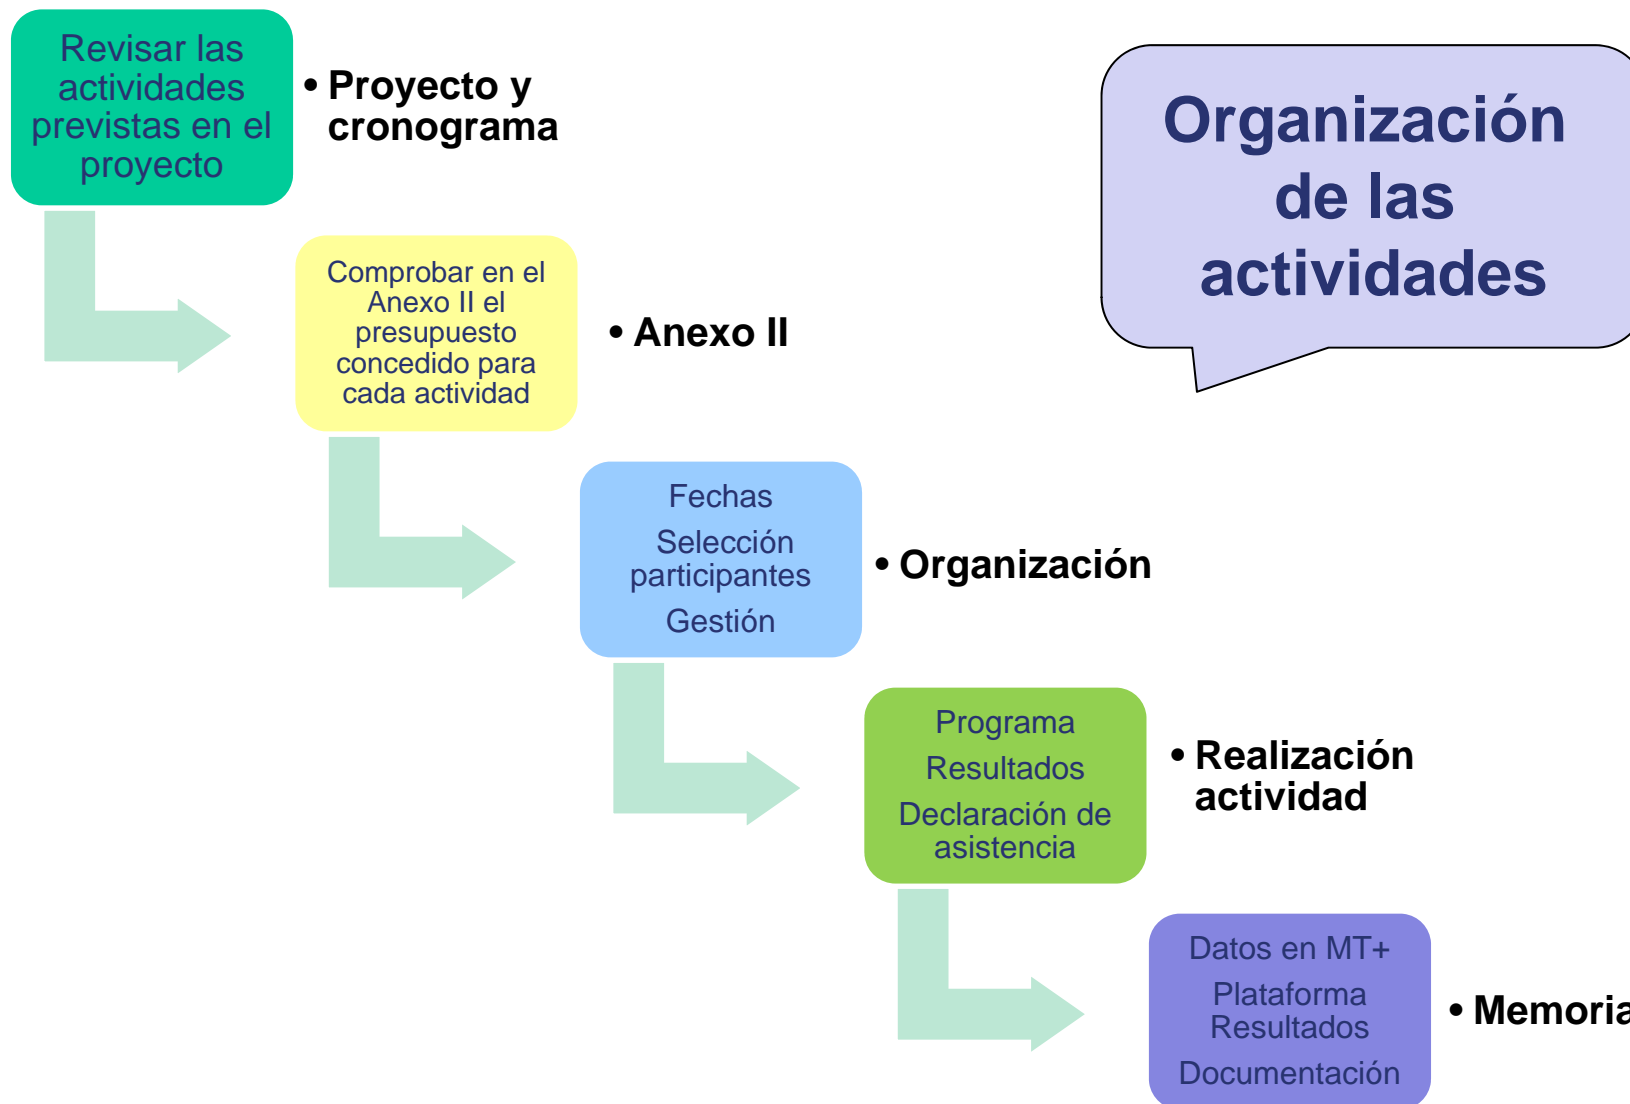 Revisar las
actividades
previstas en el
proyecto
• Proyecto y
cronograma
Organización
de las
actividades
Comprobar en el
Anexo II el
presupuesto
concedido para
cada actividad
• Anexo II
Fechas
Selección
participantes
Gestión
• Organización
Programa
Resultados
Declaración de
asistencia
• Realización
actividad
Datos en MT+
Plataforma
Resultados
Documentación
• Memoria